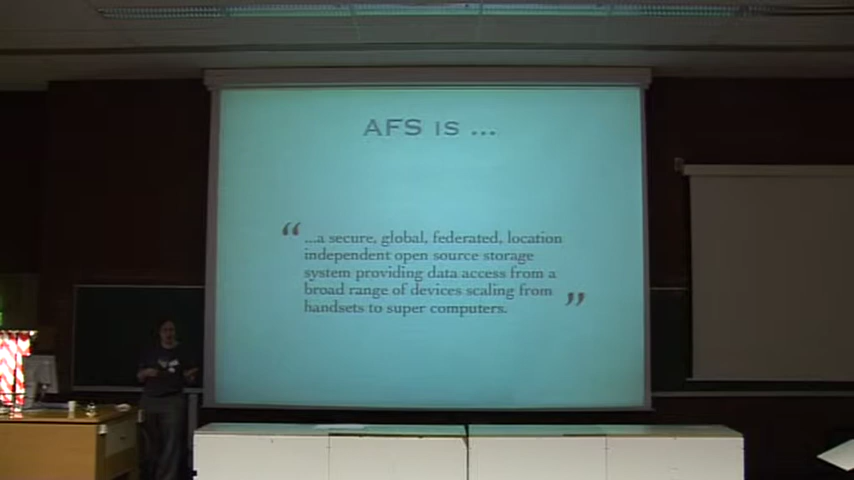 AFS is ...
“ ...a secure, global, federated, location
independent open source storage
system providing data access from a
broad range of devices scaling from
handsets to super computers. ”